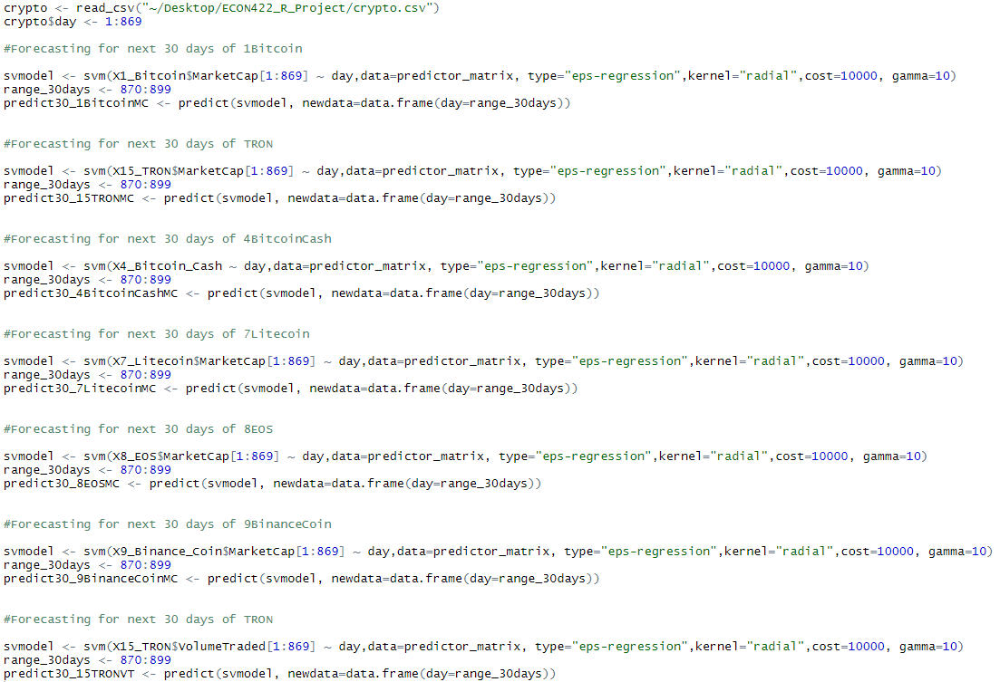 crypto <- read_csv("~/Desktop/ECON422_R_Project/crypto.csv")
crypto$day <- 1:869
#Forecasting for next 30 days of 1Bitcoin
svmodel <- svm(X1_Bitcoin$MarketCap[1:869] ~ day,data=predictor_matrix, type="eps-regression",kernel="radial",cost=10000, gamma=10)
range_30days <- 870:899
predict30_1BitcoinMC <- predict(svmodel, newdata=data.frame(day=range_30days))
#Forecasting for next 30 days of TRON
svmodel <- svm(X15_TRON$MarketCap[1:869] ~ day,data=predictor_matrix, type="eps-regression",kernel="radial",cost=10000, gamma=10)
range_30days <- 870:899
predict30_15TRONMC <- predict(svmodel, newdata=data.frame(day=range_30days))
#Forecasting for next 30 days of 4BitcoinCash
svmodel <- svm(X4_Bitcoin_Cash ~ day,data=predictor_matrix, type="eps-regression",kernel="radial",cost=10000, gamma=10)
range_30days <- 870:899
predict30_4BitcoinCashMC <- predict(svmodel, newdata=data.frame(day=range_30days))
#Forecasting for next 30 days of 7Litecoin
svmodel <- svm(X7_Litecoin$MarketCap[1:869] ~ day,data=predictor_matrix, type="eps-regression",kernel="radial",cost=10000, gamma=10)
range_30days <- 870:899
predict30_7LitecoinMC <- predict(svmodel, newdata=data.frame(day=range_30days))
#Forecasting for next 30 days of 8EOS
svmodel <- svm(X8_EOS$MarketCap[1:869] ~ day,data=predictor_matrix, type="eps-regression",kernel="radial",cost=10000, gamma=10)
range_30days <- 870:899
predict30_8EOSMC <- predict(svmodel, newdata=data.frame(day=range_30days))
#Forecasting for next 30 days of 9BinanceCoin
svmodel <- svm(X9_Binance_Coin$MarketCap[1:869] ~ day,data=predictor_matrix, type="eps-regression",kernel="radial",cost=10000, gamma=10)
range_30days <- 870:899
predict30_9BinanceCoinMC <- predict(svmodel, newdata=data.frame(day=range_30days))
#Forecasting for next 30 days of TRON
svmodel <- svm(X15_TRON$VolumeTraded[1:869] ~ day,data=predictor_matrix, type="eps-regression",kernel="radial",cost=10000, gamma=10)
range_30days <- 870:899
predict30_15TRONVT <- predict(svmodel, newdata=data.frame(day=range_30days))